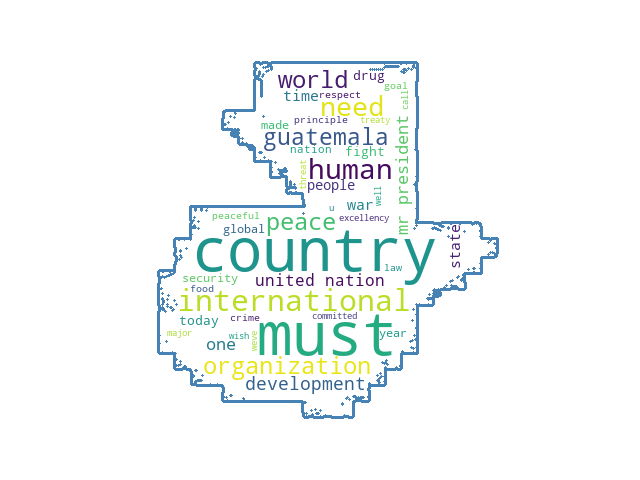 world drug
goal
time respect
need
call
made principle treaty
guatemala
mr president
nation fight
human
threat
people
well
war
u
peaceful
peace
excellency
global
state
country
law
security
united nation
food
international
today
crime
committed
must
major
wish
weve
year
one
organization
development